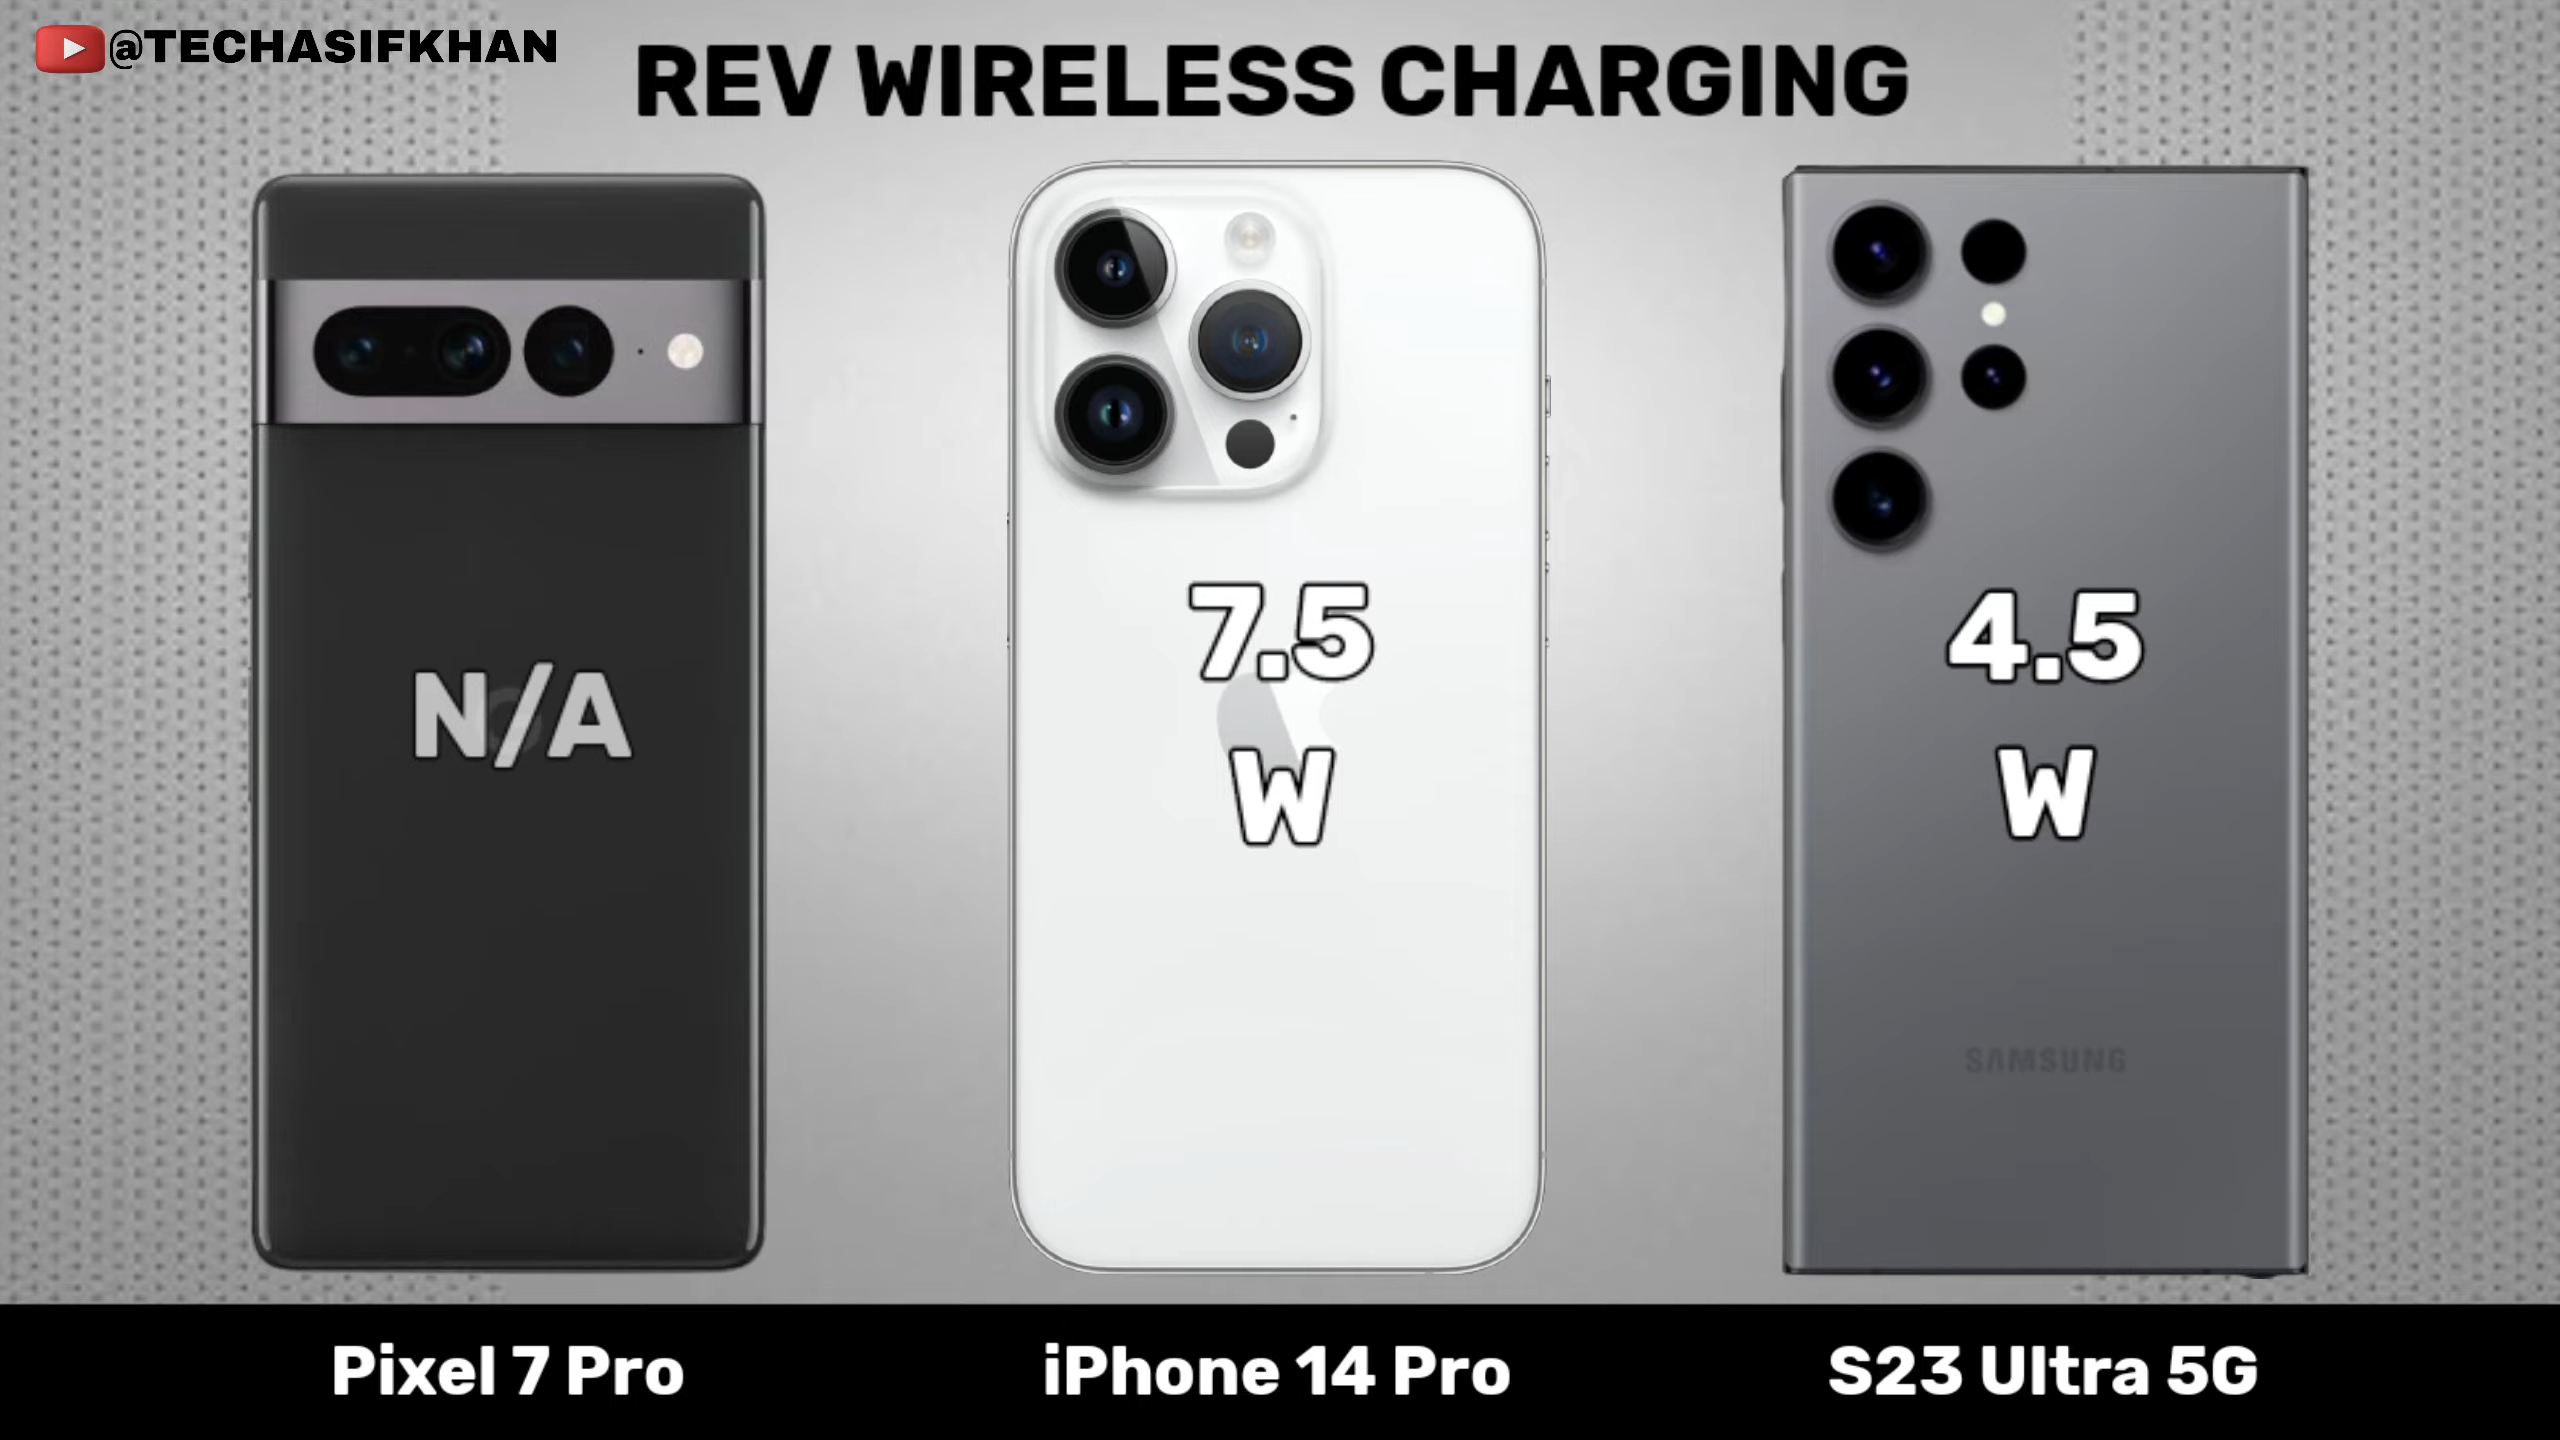 @TECHASIFKHAN
REV WIRELESS CHARGING
N/A
7.5
W
4.5
W
SAMSUNG
Pixel 7 Pro
iPhone 14 Pro
S23 Ultra 5G